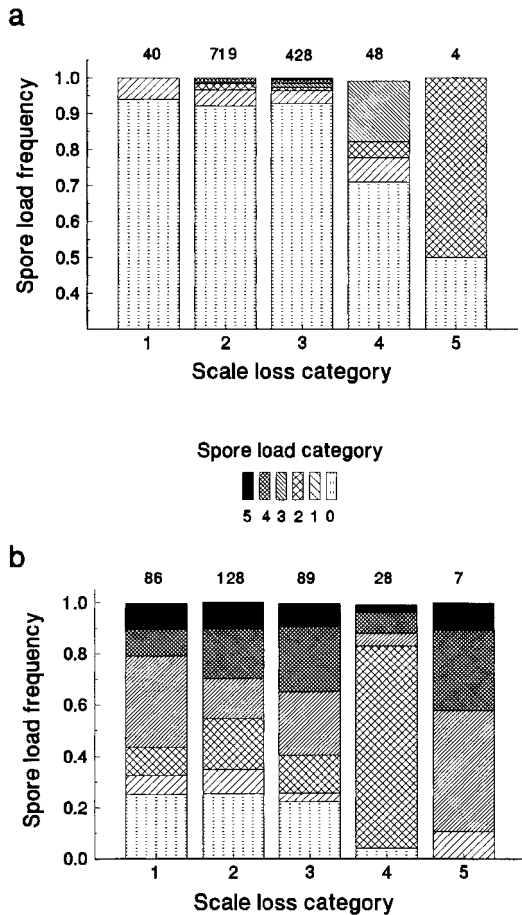 a
40 719 428 48 4
1.0
0.9
0.8
0.7
0.6
0.5
0.4
Spore load frequency
1 2 3 4 5
Scale loss category
Spore load category
5 4 3 2 1 0
b
86 128 89 28 7
1.0
0.8
0.6
0.4
0.2
0.0
Spore load frequency
1 2 3 4 5
Scale loss category